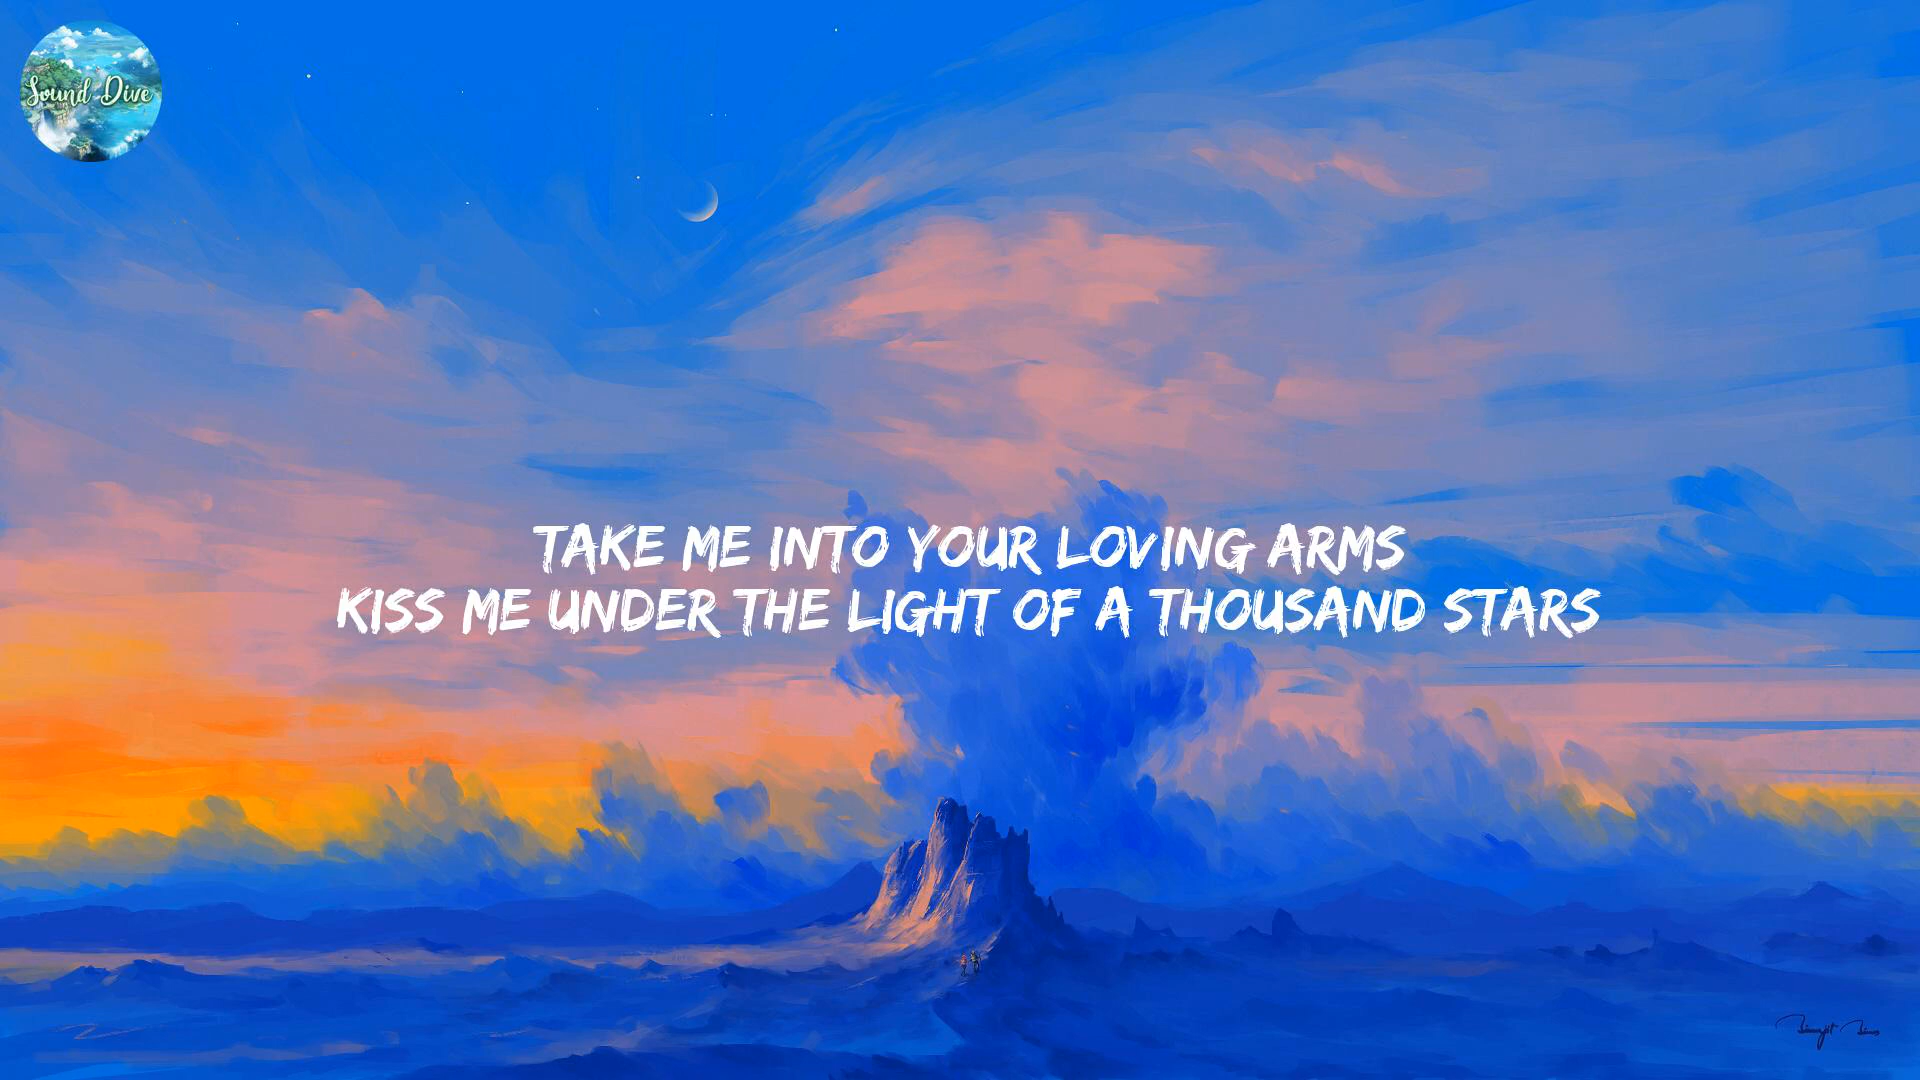 Sound Dive
TAKE ME INTO YOUR LOVING ARMS
KISS ME UNDER THE LIGHT OF A THOUSAND STARS